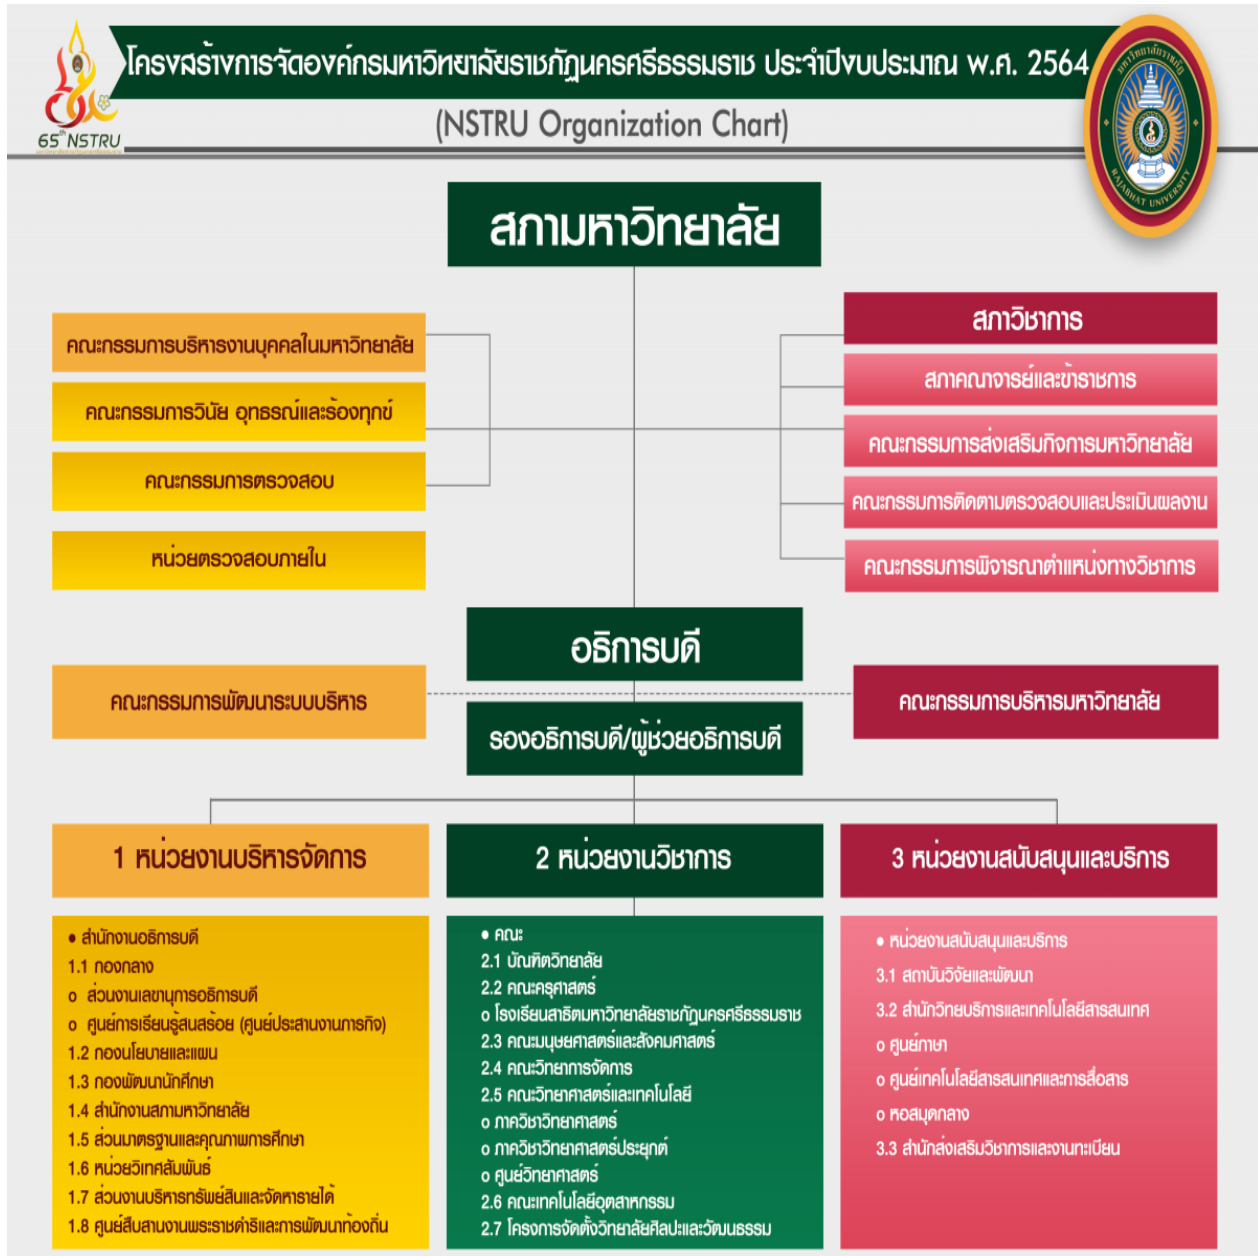 โครงสร้างการจัดองค์กรมหาวิทยาลัยราชภัฏนครศรีธรรมราช ประจำปีงบประมาณ พ.ศ. 2564
(NSTRU Organization Chart)
65th NSTRU
มหาวิทยาลัยราชภัฏ
RAJABHAT UNIVERSITY
สภามหาวิทยาลัย
คณะกรรมการบริหารงานบุคคลในมหาวิทยาลัย
คณะกรรมการวินัย อุทธรณ์และร้องทุกข์
คณะกรรมการตรวจสอบ
หน่วยตรวจสอบภายใน
สภาวิชาการ
สภาคณาจารย์และข้าราชการ
คณะกรรมการส่งเสริมกิจการมหาวิทยาลัย
คณะกรรมการติดตามตรวจสอบและประเมินผลงาน
คณะกรรมการพิจารณาตำแหน่งทางวิชาการ
อธิการบดี
คณะกรรมการพัฒนาระบบบริหาร
คณะกรรมการบริหารมหาวิทยาลัย
รองอธิการบดี/ผู้ช่วยอธิการบดี
1 หน่วยงานบริหารจัดการ
• สำนักงานอธิการบดี
1.1 กองกลาง
o ส่วนงานเลขานุการอธิการบดี
o ศูนย์การเรียนรู้สนสร้อย (ศูนย์ประสานงานภารกิจ)
1.2 กองนโยบายและแผน
1.3 กองพัฒนานักศึกษา
1.4 สำนักงานสภามหาวิทยาลัย
1.5 ส่วนมาตรฐานและคุณภาพการศึกษา
1.6 หน่วยวิเทศสัมพันธ์
1.7 ส่วนงานบริหารทรัพย์สินและจัดหารายได้
1.8 ศูนย์สืบสานงานพระราชดำริและการพัฒนาท้องถิ่น
2 หน่วยงานวิชาการ
• คณะ
2.1 บัณฑิตวิทยาลัย
2.2 คณะครุศาสตร์
o โรงเรียนสาธิตมหาวิทยาลัยราชภัฏนครศรีธรรมราช
2.3 คณะมนุษยศาสตร์และสังคมศาสตร์
2.4 คณะวิทยาการจัดการ
2.5 คณะวิทยาศาสตร์และเทคโนโลยี
o ภาควิชาวิทยาศาสตร์
o ภาควิชาวิทยาศาสตร์ประยุกต์
o ศูนย์วิทยาศาสตร์
2.6 คณะเทคโนโลยีอุตสาหกรรม
2.7 โครงการจัดตั้งวิทยาลัยศิลปะและวัฒนธรรม
3 หน่วยงานสนับสนุนและบริการ
• หน่วยงานสนับสนุนและบริการ
3.1 สถาบันวิจัยและพัฒนา
3.2 สำนักวิทยบริการและเทคโนโลยีสารสนเทศ
o ศูนย์ภาษา
o ศูนย์เทคโนโลยีสารสนเทศและการสื่อสาร
o หอสมุดกลาง
3.3 สำนักส่งเสริมวิชาการและงานทะเบียน